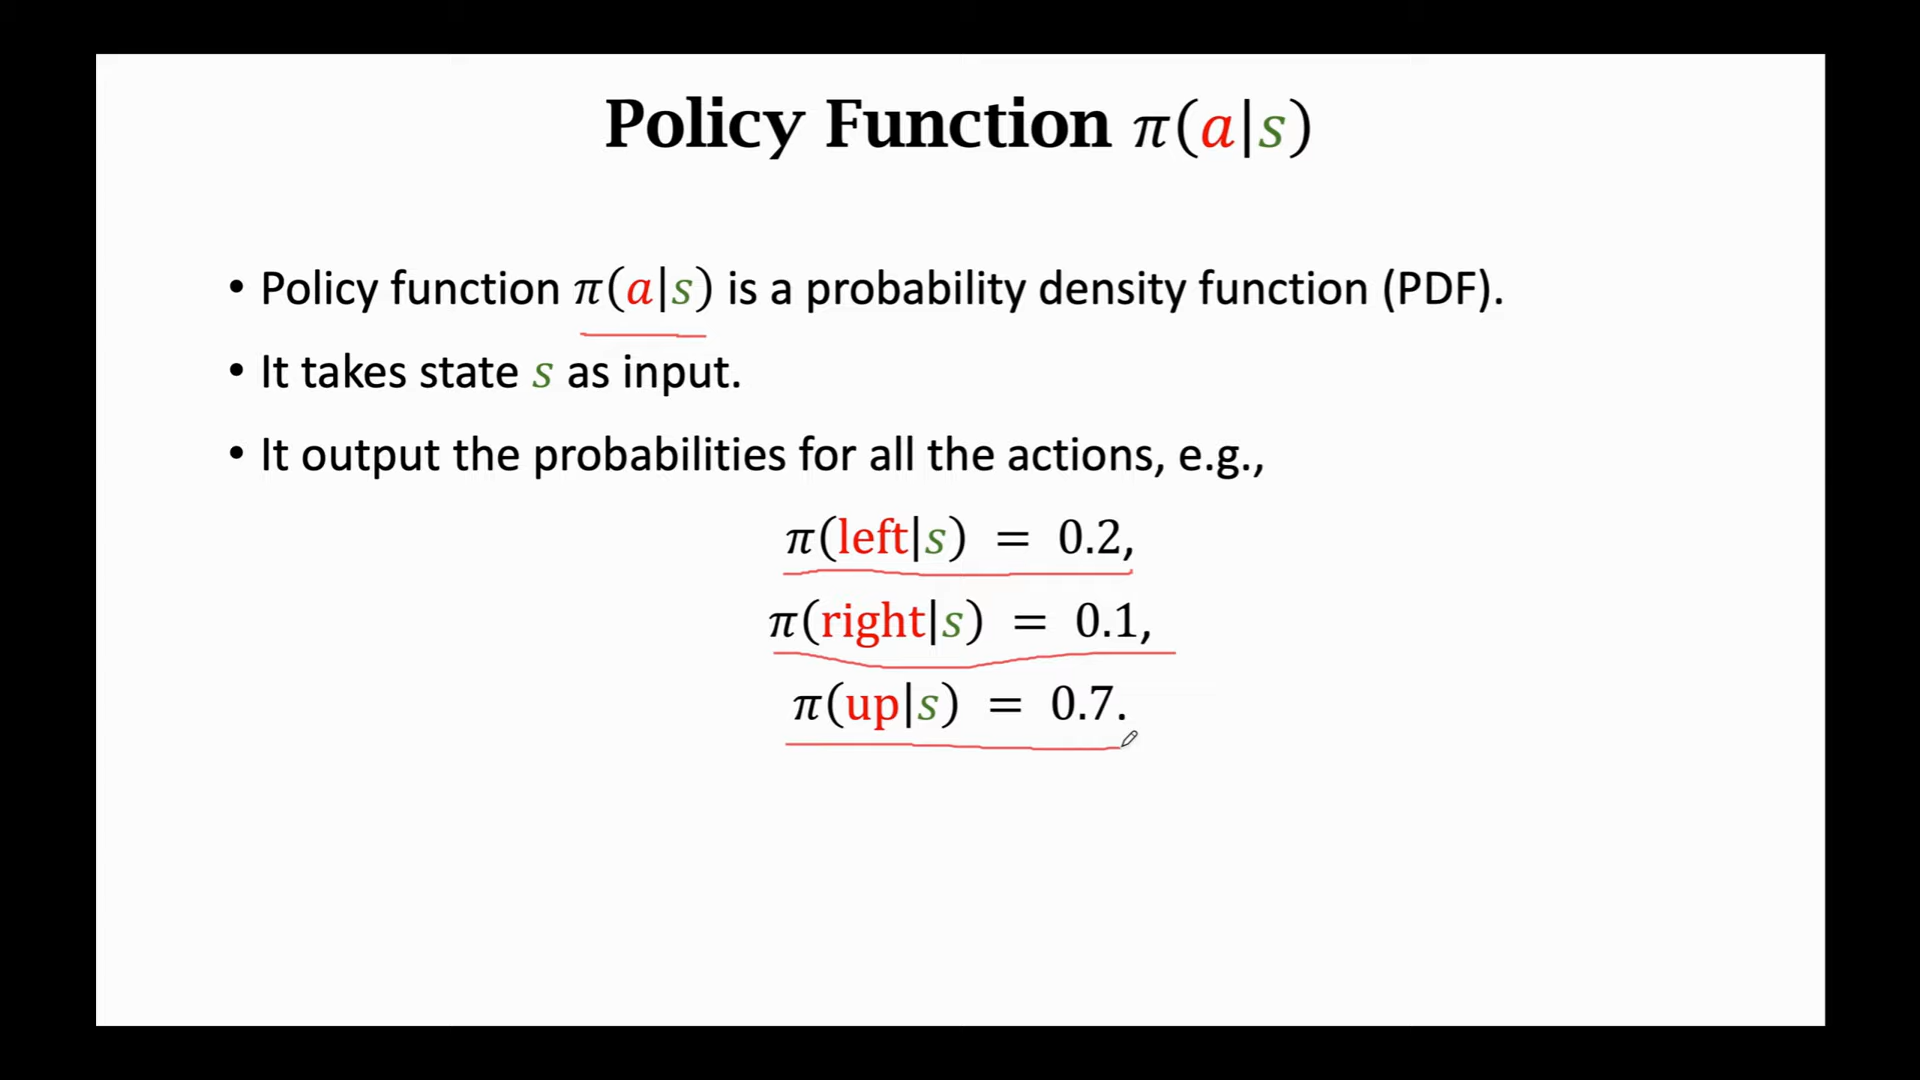 Policy Function π(a|s)
• Policy function π(a|s) is a probability density function (PDF).
• It takes state s as input.
• It output the probabilities for all the actions, e.g.,
π(left|s) = 0.2,
π(right|s) = 0.1,
π(up|s) = 0.7.